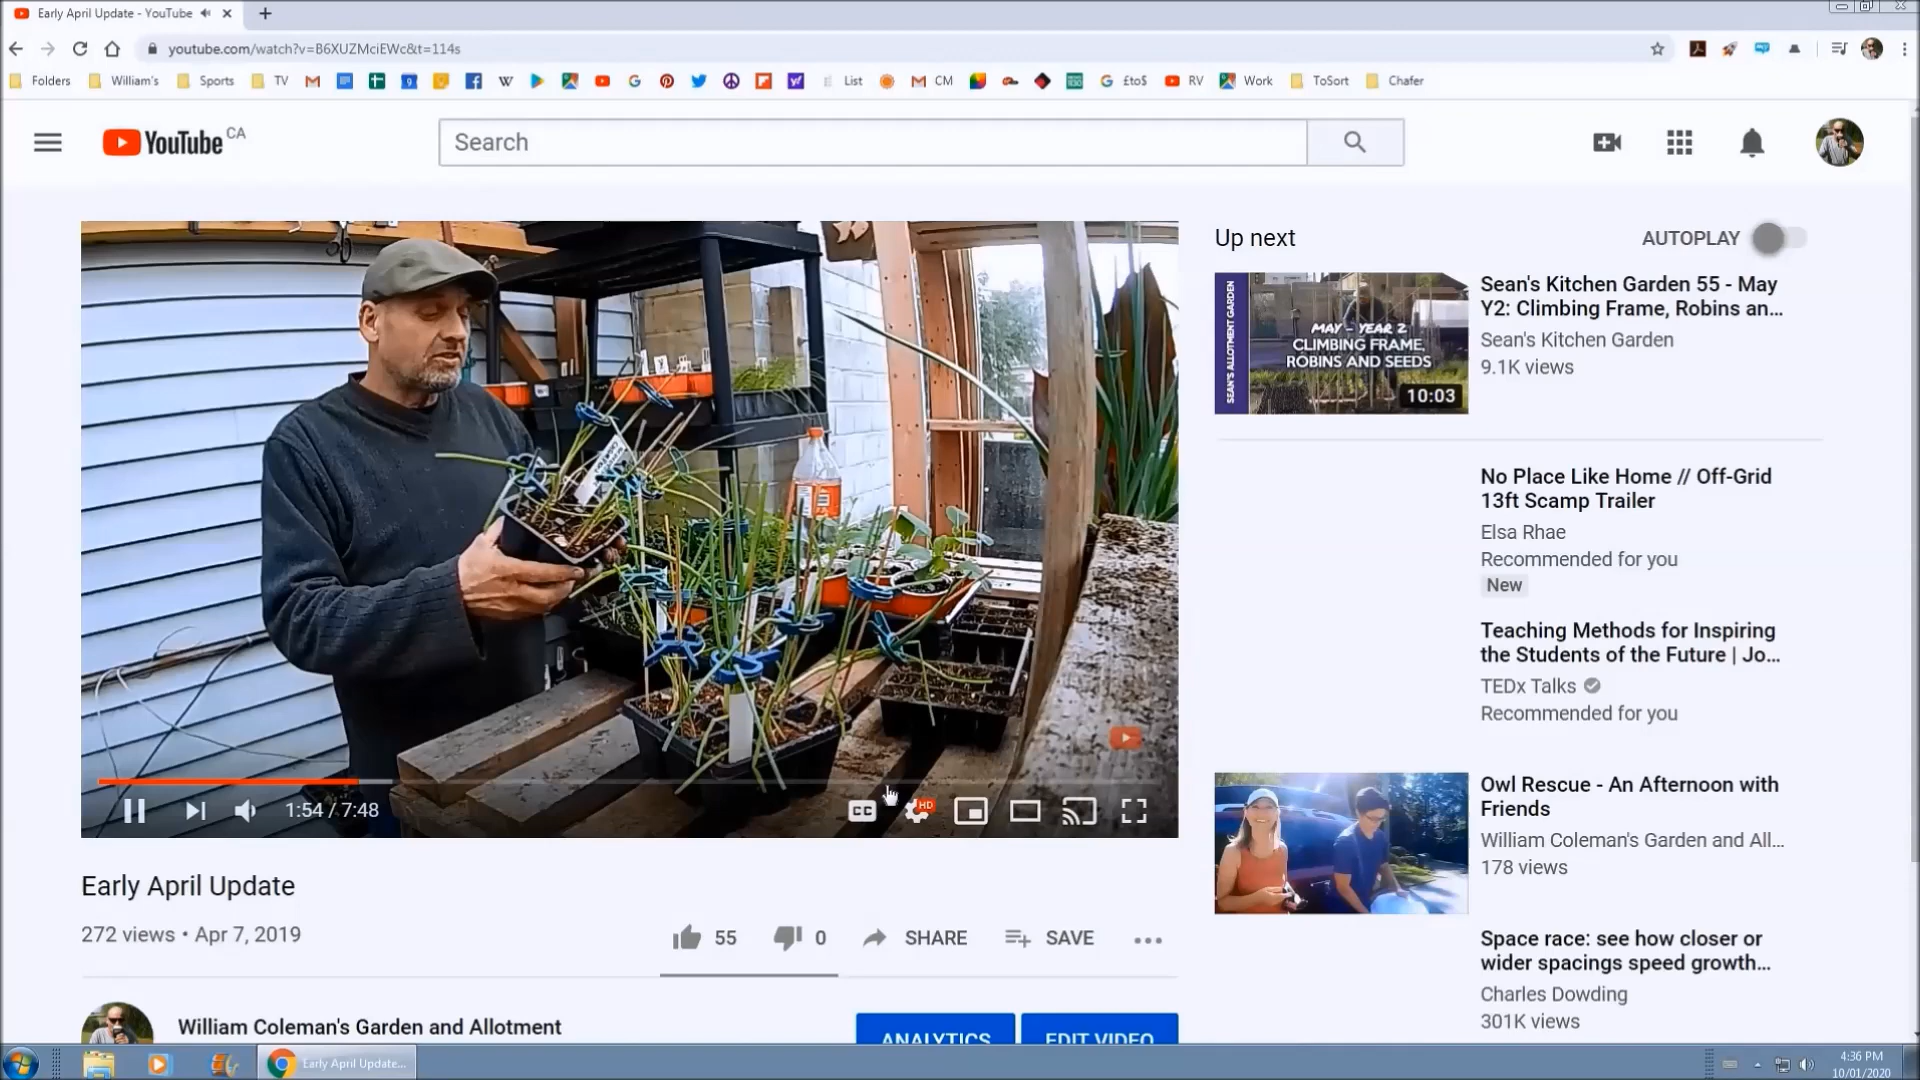 Early April Update - YouTube
youtube.com/watch?v=B6XUZMciEWc&t=114s
Folders William's Sports TV List CM £to$ RV Work ToSort Chafer
YouTube CA
Search
Up next
AUTOPLAY
SEAN'S ALLOTMENT GARDEN
MAY - YEAR 2
CLIMBING FRAME,
ROBINS AND SEEDS
10:03
Sean's Kitchen Garden 55 - May
Y2: Climbing Frame, Robins an...
Sean's Kitchen Garden
9.1K views
No Place Like Home // Off-Grid
13ft Scamp Trailer
Elsa Rhae
Recommended for you
New
Teaching Methods for Inspiring
the Students of the Future | Jo...
TEDx Talks
Recommended for you
Owl Rescue - An Afternoon with
Friends
William Coleman's Garden and All...
178 views
Space race: see how closer or
wider spacings speed growth...
Charles Dowding
301K views
1:54 / 7:48
CC
HD
Early April Update
272 views • Apr 7, 2019
55 0 SHARE SAVE
William Coleman's Garden and Allotment
ANALYTICS EDIT VIDEO
Early April Update...
4:36 PM
10/01/2020